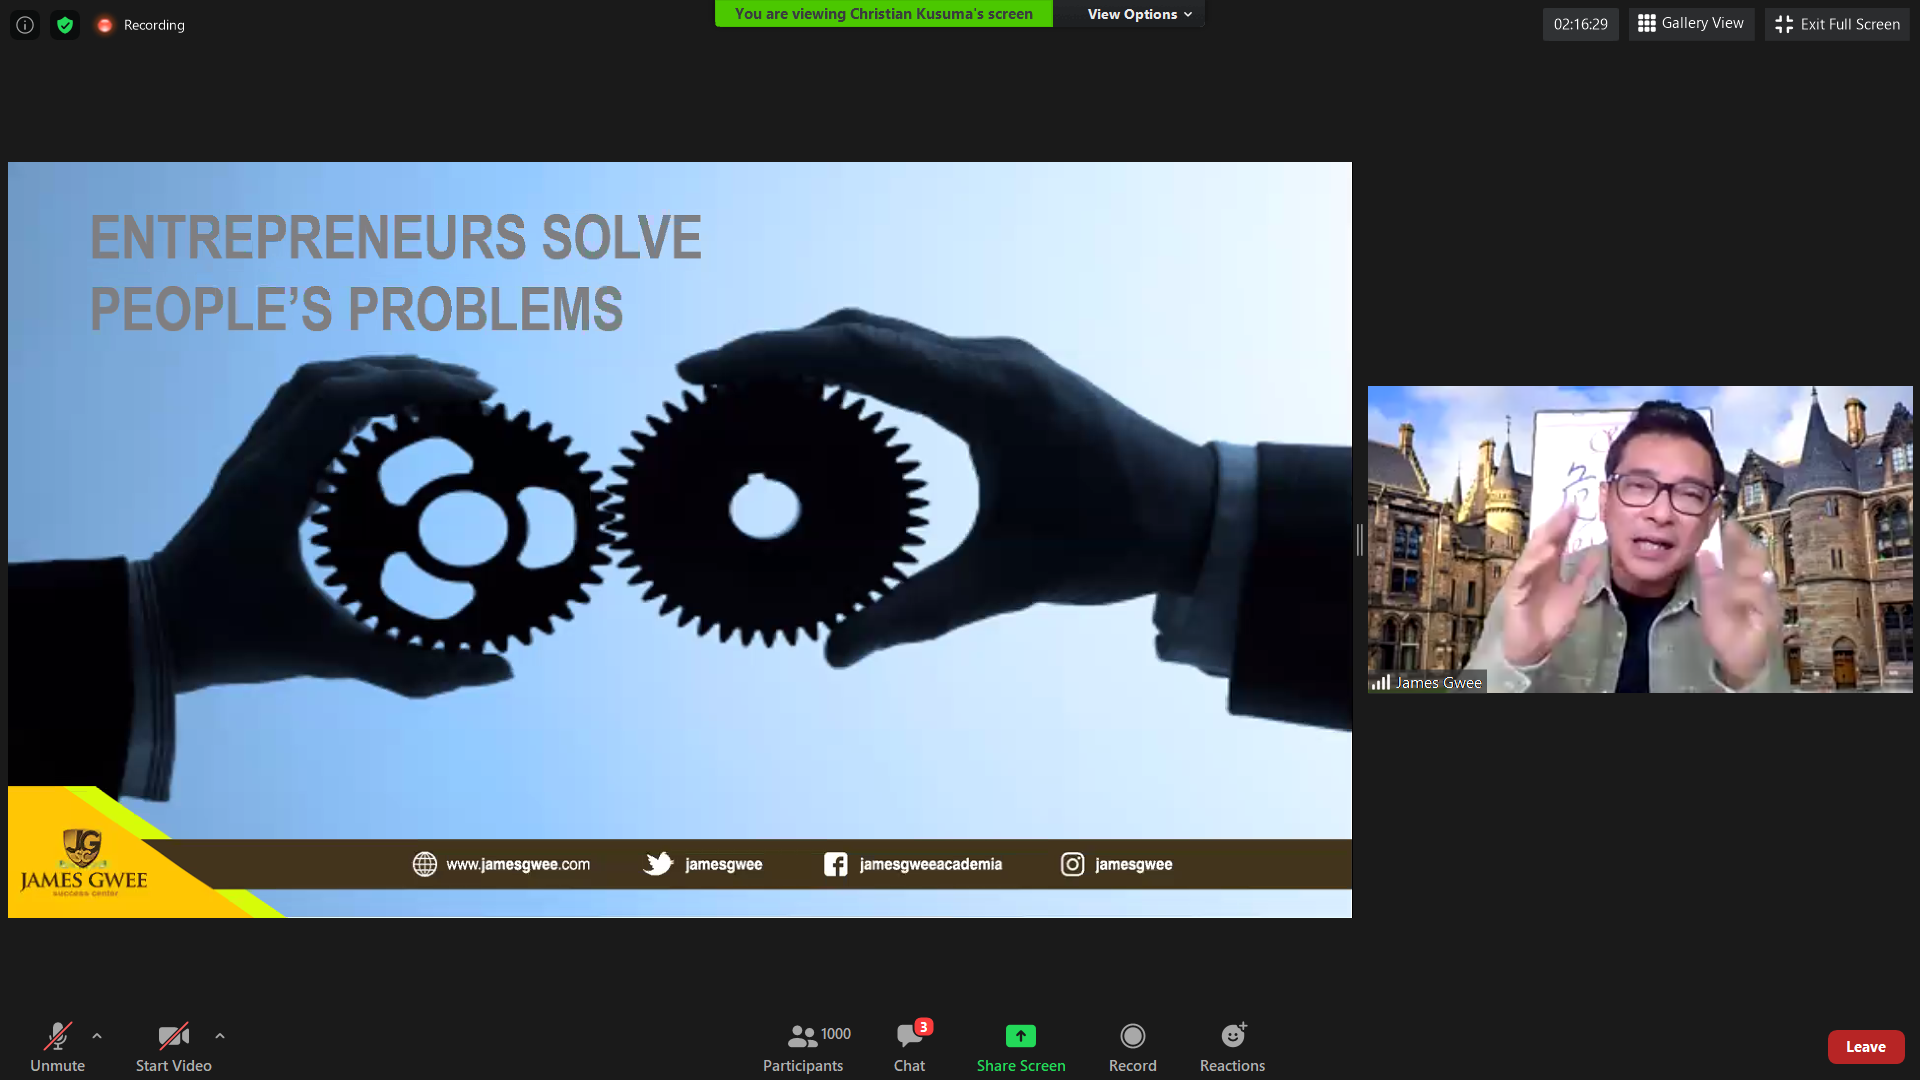 Recording
You are viewing Christian Kusuma's screen
View Options
02:16:29
Gallery View
Exit Full Screen
ENTREPRENEURS SOLVE
PEOPLE’S PROBLEMS
危
James Gwee
JG
JAMES GWEE
success center
www.jamesgwee.com
jamesgwee
jamesgweeacademia
jamesgwee
Unmute
Start Video
1000
Participants
3
Chat
Share Screen
Record
Reactions
Leave